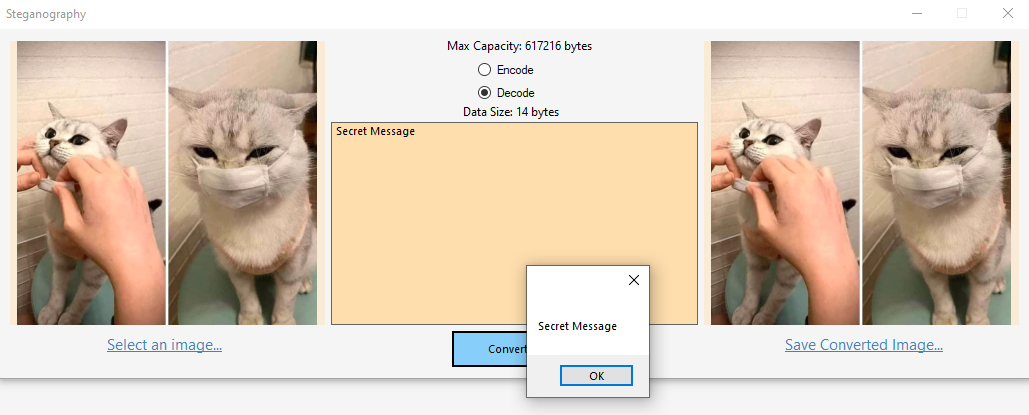 Steganography
Max Capacity: 617216 bytes
Encode
Decode
Data Size: 14 bytes
Secret Message
Secret Message
Select an image...
Convert
OK
Save Converted Image...